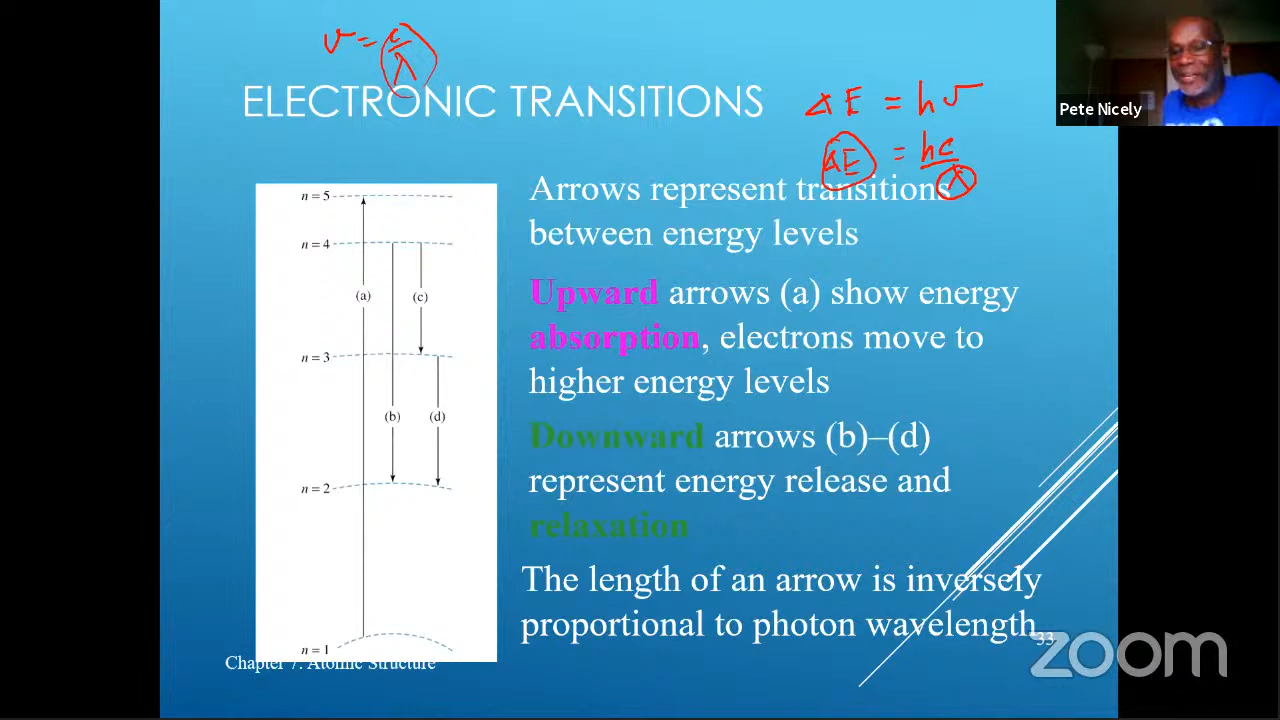 ν = c/λ
ELECTRONIC TRANSITIONS
ΔE = hν
ΔE = hc/λ
Pete Nicely
Arrows represent transitions
between energy levels
Upward arrows (a) show energy
absorption, electrons move to
higher energy levels
Downward arrows (b)–(d)
represent energy release and
relaxation
The length of an arrow is inversely
proportional to photon wavelength
n = 5
n = 4
(a)
(c)
n = 3
(b)
(d)
n = 2
n = 1
Chapter 7: Atomic Structure
33
zoom